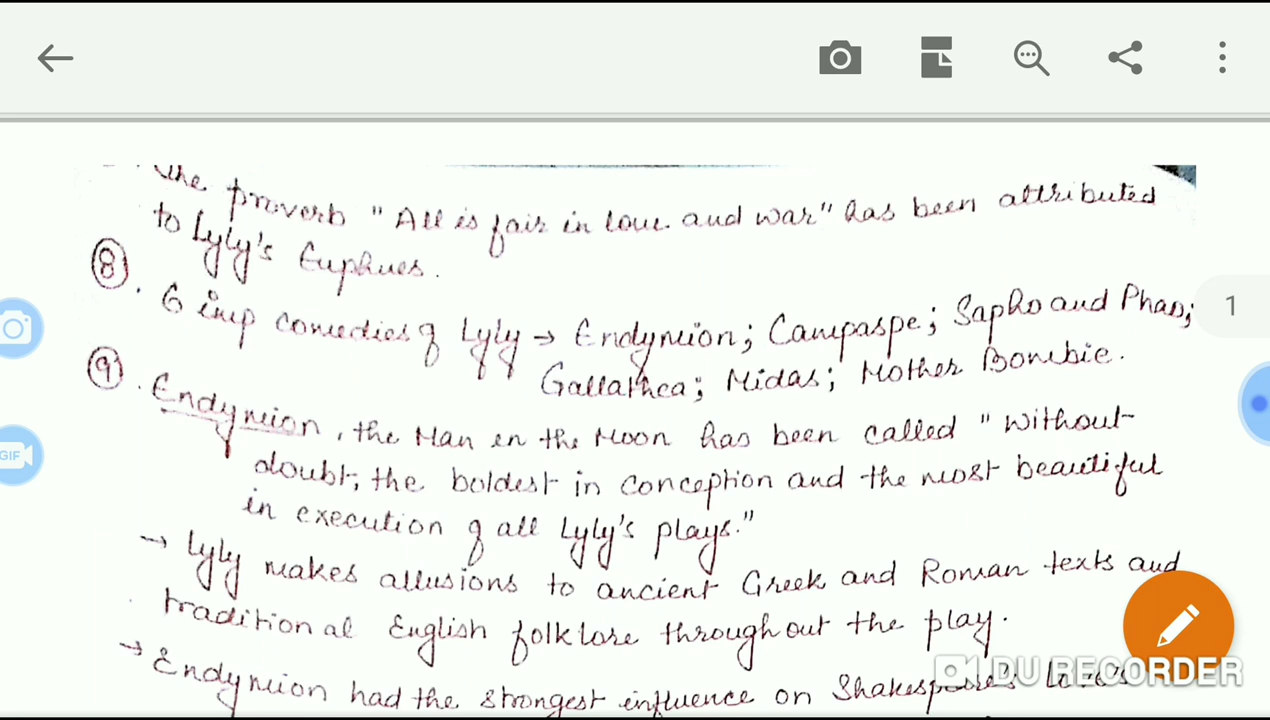 The proverb "All is fair in love and war" has been attributed
to Lyly's Euphues.
8. 6 imp comedies of Lyly → Endymion; Campaspe; Sapho and Phao;
Gallathea; Midas; Mother Bombie.
9. Endymion, the Man in the Moon has been called "without
doubt, the boldest in conception and the most beautiful
in execution of all Lyly's plays."
→ Lyly makes allusions to ancient Greek and Roman texts and
traditional English folklore throughout the play.
→ Endymion had the strongest influence on Shakespeare's Love's
1
GIF
DU RECORDER